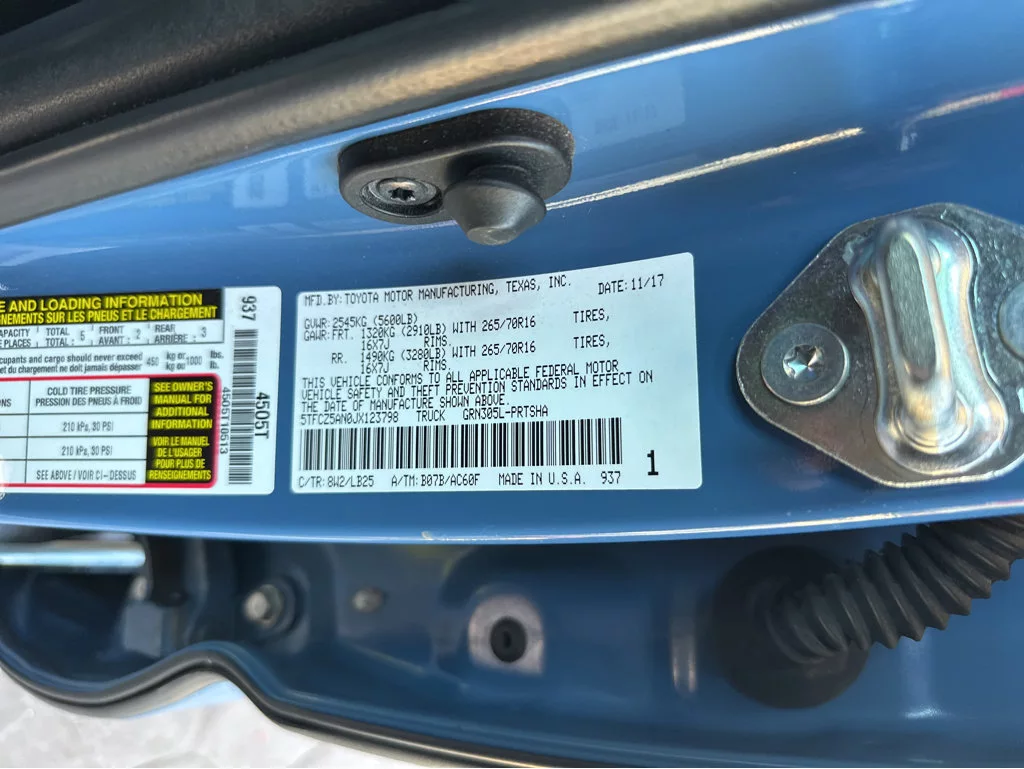 E AND LOADING INFORMATION
NSEIGNEMENTS SUR LES PNEUS ET LE CHARGEMENT
CAPACITY TOTAL 5 FRONT 2 REAR 3
PLACES TOTAL : AVANT : ARRIÈRE :
cupants and cargo should never exceed 450 kg or 1000 lbs.
et du chargement ne doit jamais dépasser kg ou lb.
ONS
COLD TIRE PRESSURE
PRESSION DES PNEUS À FROID
210 kPa, 30 PSI
210 kPa, 30 PSI
SEE ABOVE / VOIR CI-DESSUS
SEE OWNER'S
MANUAL FOR
ADDITIONAL
INFORMATION
VOIR LE MANUEL
DE L'USAGER
POUR PLUS DE
RENSEIGNEMENTS
937
4505T
MFD.BY:TOYOTA MOTOR MANUFACTURING, TEXAS, INC. DATE:11/17
GVWR:2545KG (5600LB)
GAWR:FRT. 1320KG (2910LB) WITH 265/70R16 TIRES,
16X7J RIMS.
RR. 1490KG (3280LB) WITH 265/70R16 TIRES,
16X7J RIMS.
THIS VEHICLE CONFORMS TO ALL APPLICABLE FEDERAL MOTOR
VEHICLE SAFETY AND THEFT PREVENTION STANDARDS IN EFFECT ON
THE DATE OF MANUFACTURE SHOWN ABOVE.
5TFCZ5AN0JX123798 TRUCK GRN305L-PRTSHA
C/TR:8W2/LB25 A/TM:B07B/AC60F MADE IN U.S.A. 937
1